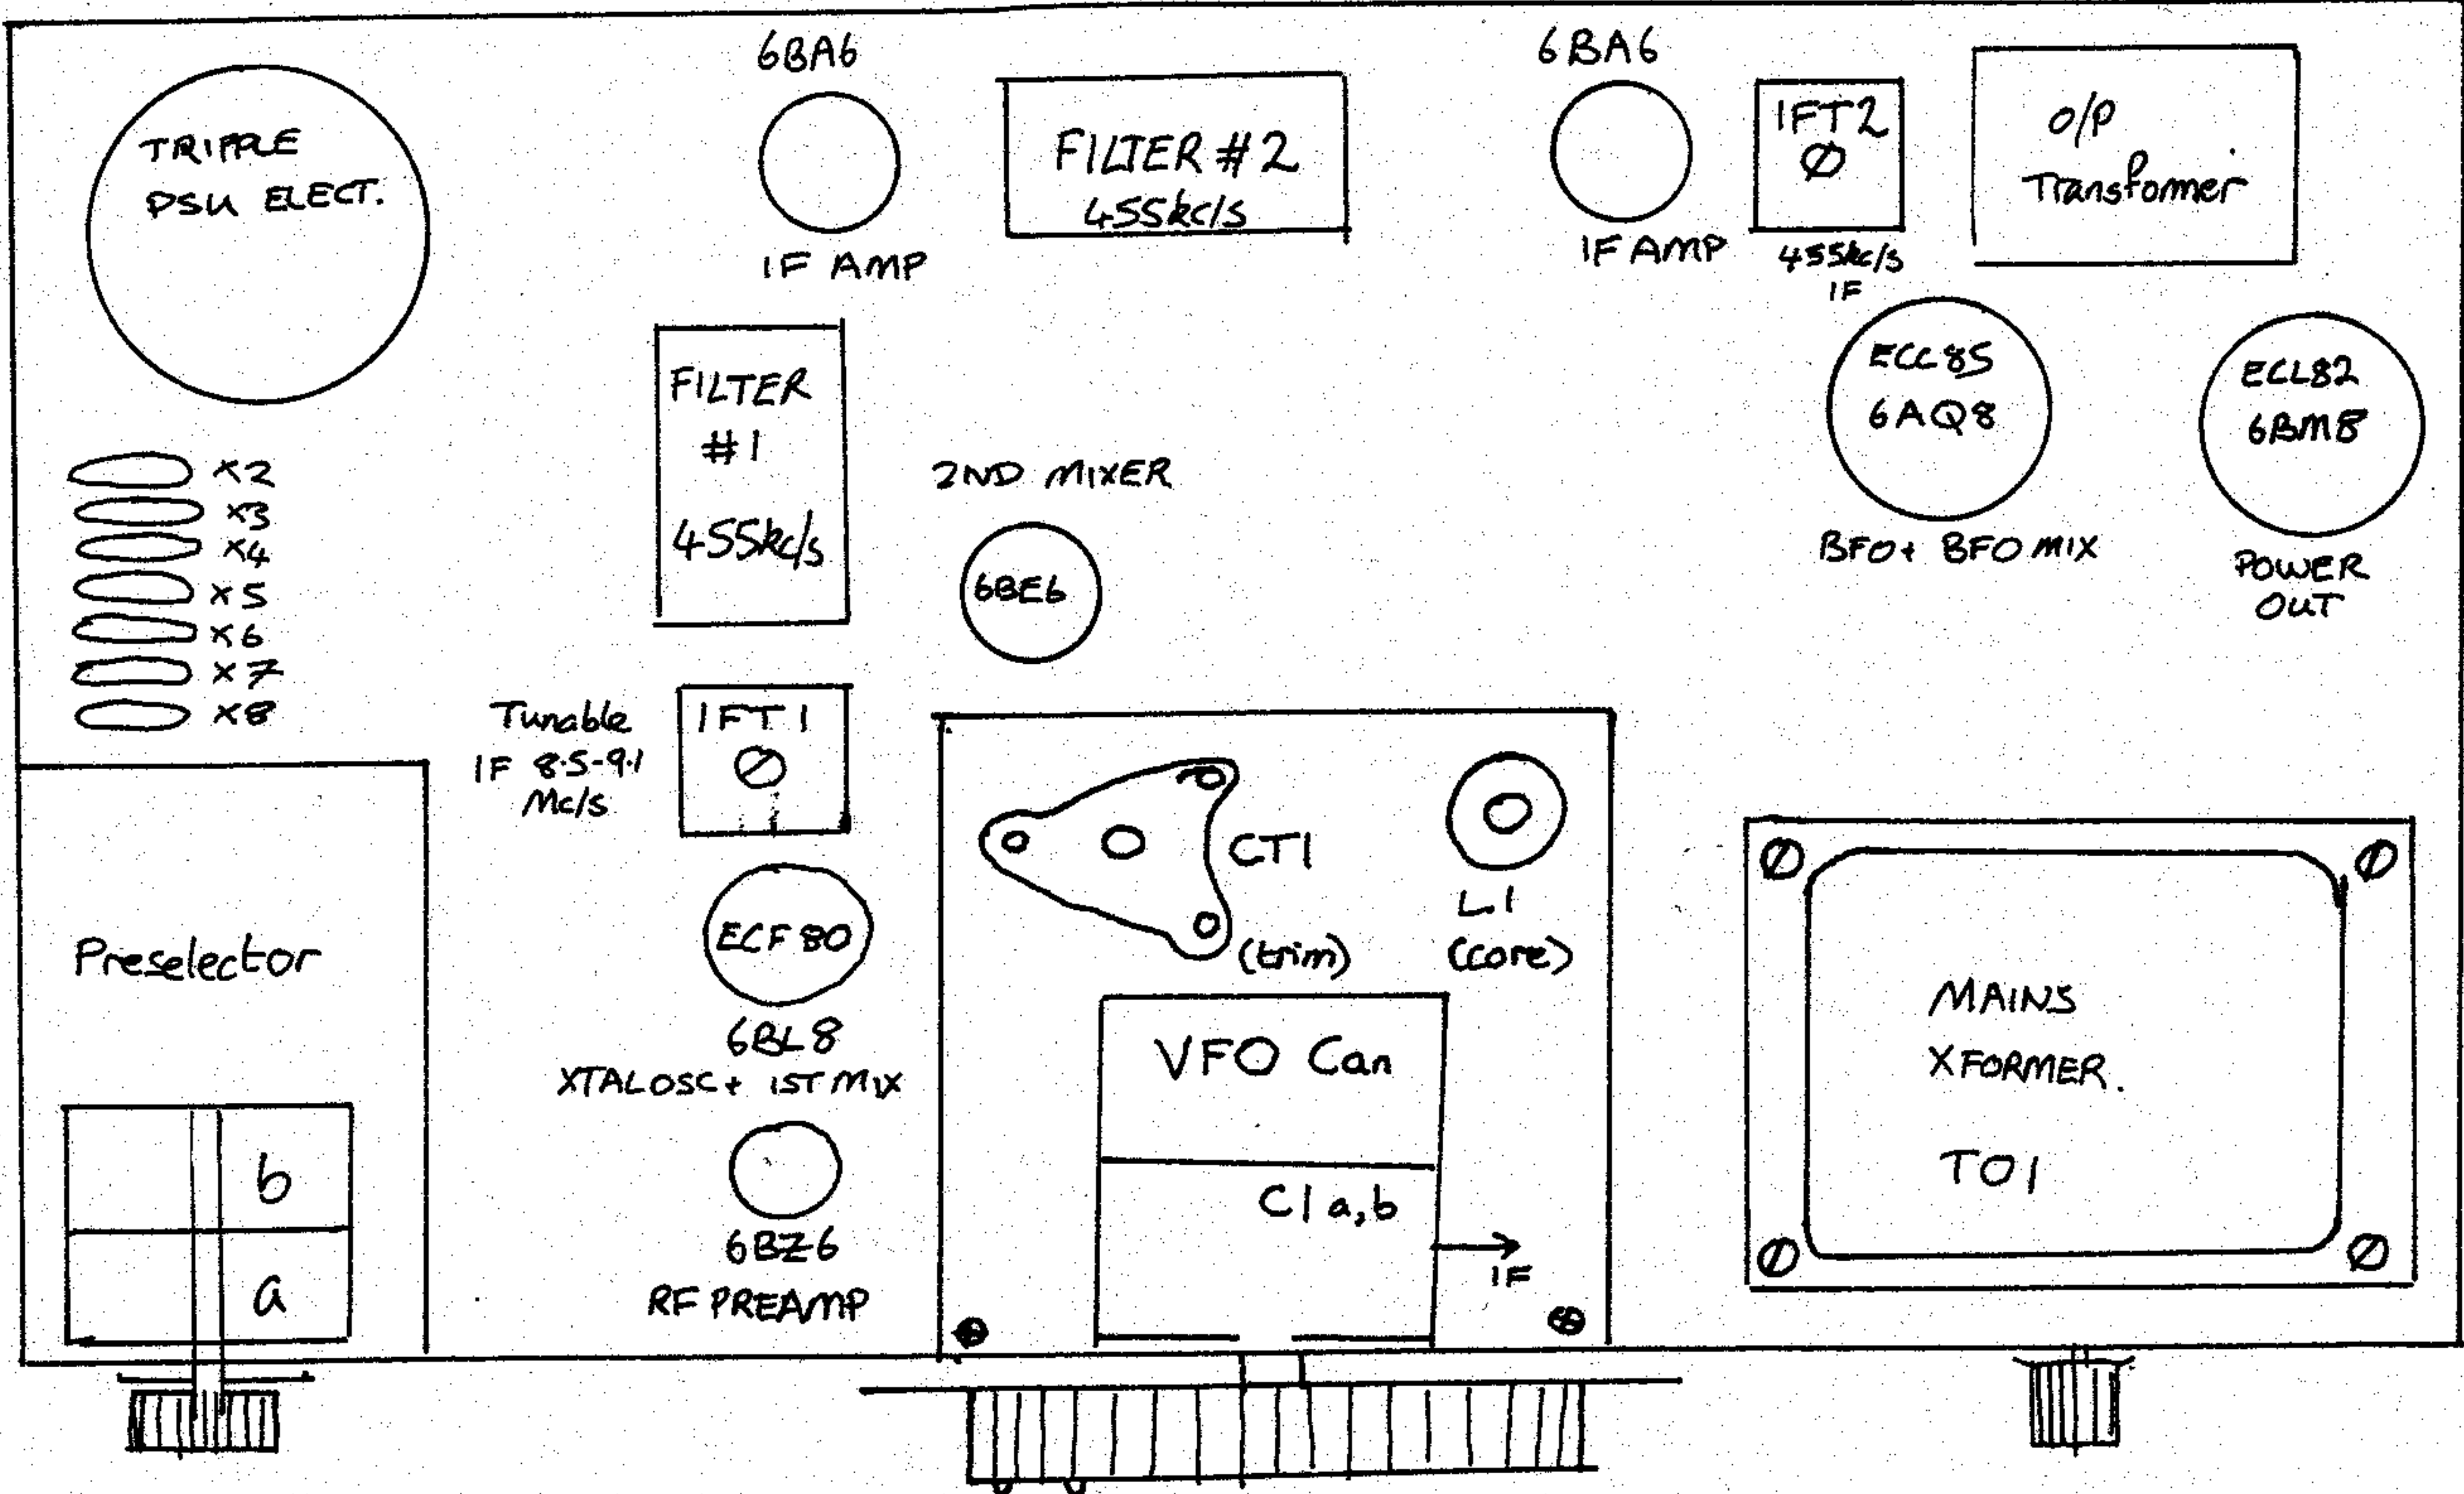 TRIPPLE
PSU ELECT.
6BA6
IF AMP
FILTER #2
455kc/s
6BA6
IF AMP
IFT2
455kc/s
IF
O/P
Transformer
FILTER
#1
455kc/s
2ND MIXER
6BE6
ECC85
6AQ8
BFO+ BFO MIX
ECL82
6BM8
POWER
OUT
X2
X3
X4
X5
X6
X7
X8
Tunable
IF 8.5-9.1
Mc/s
IFT1
Preselector
b
a
ECF80
6BL8
XTAL OSC + 1ST MIX
6BZ6
RF PREAMP
CT1
(trim)
L1
(core)
VFO Can
C1 a,b
IF
MAINS
XFORMER.
TO1